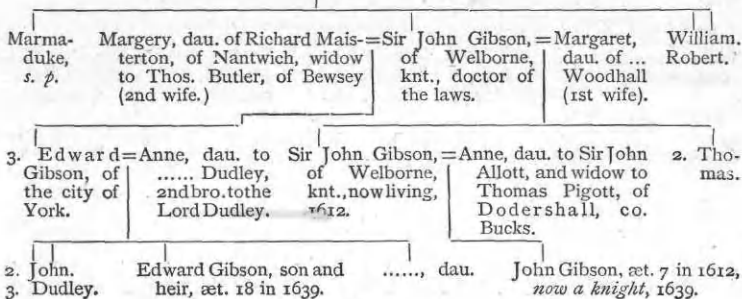 Marma-
duke,
s. p.
Margery, dau. of Richard Mais-
terton, of Nantwich, widow
to Thos. Butler, of Bewsey
(2nd wife.)
=Sir John Gibson,=
of Welborne,
knt., doctor of
the laws.
Margaret,
dau. of ...
Woodhall
(1st wife).
William.
Robert.
3. Edward=
Gibson, of
the city of
York.
Anne, dau. to
...... Dudley,
2nd bro. to the
Lord Dudley.
Sir John Gibson,=
of Welborne,
knt., now living,
1612.
Anne, dau. to Sir John
Allott, and widow to
Thomas Pigott, of
Dodershall, co.
Bucks.
2. Tho-
mas.
2. John.
3. Dudley.
Edward Gibson, son and
heir, æt. 18 in 1639.
......, dau.
John Gibson, æt. 7 in 1612,
now a knight, 1639.